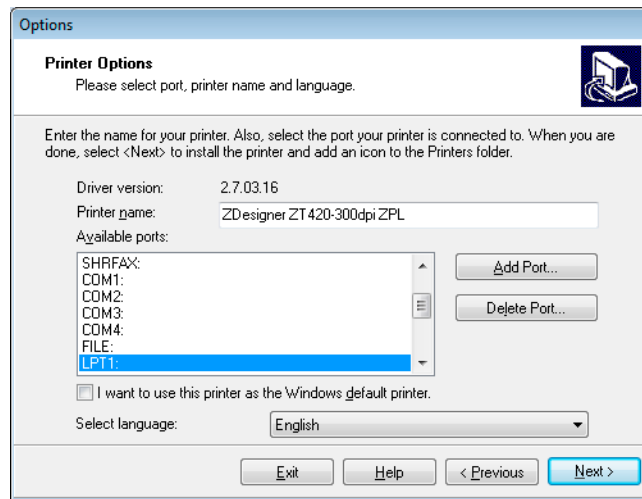 Options
Printer Options
Please select port, printer name and language.
Enter the name for your printer. Also, select the port your printer is connected to. When you are
done, select <Next> to install the printer and add an icon to the Printers folder.
Driver version: 2.7.03.16
Printer name: ZDesigner ZT420-300dpi ZPL
Available ports:
SHRFAX:
COM1:
COM2:
COM3:
COM4:
FILE:
LPT1:
Add Port...
Delete Port...
I want to use this printer as the Windows default printer.
Select language: English
Exit Help < Previous Next >